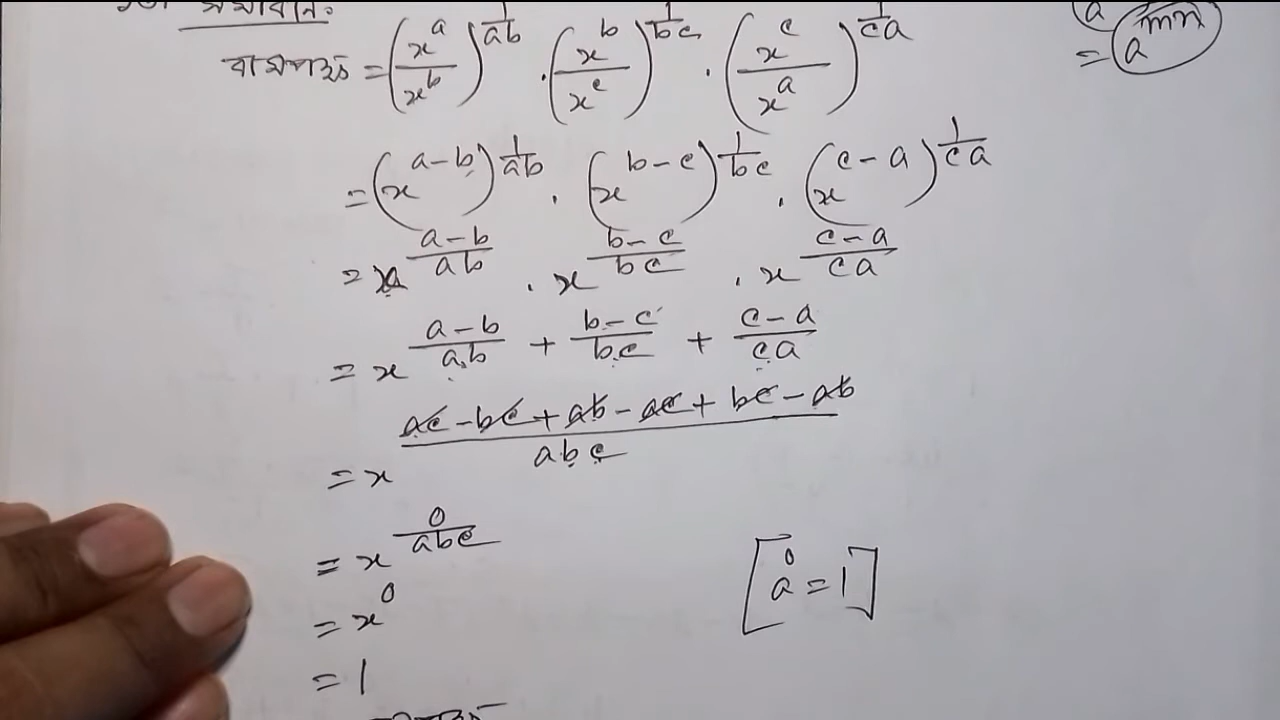 সমাধান:
a
= a^{mn}
বামপক্ষ = (x^a / x^b)^{1/ab} · (x^b / x^c)^{1/bc} · (x^c / x^a)^{1/ca}
= (x^{a-b})^{1/ab} · (x^{b-c})^{1/bc} · (x^{c-a})^{1/ca}
= x^{(a-b)/ab} · x^{(b-c)/bc} · x^{(c-a)/ca}
= x^{(a-b)/ab + (b-c)/bc + (c-a)/ca}
= x^{(ac-bc+ab-ac+bc-ab)/abc}
= x^{0/abc}
[a^0 = 1]
= x^0
= 1